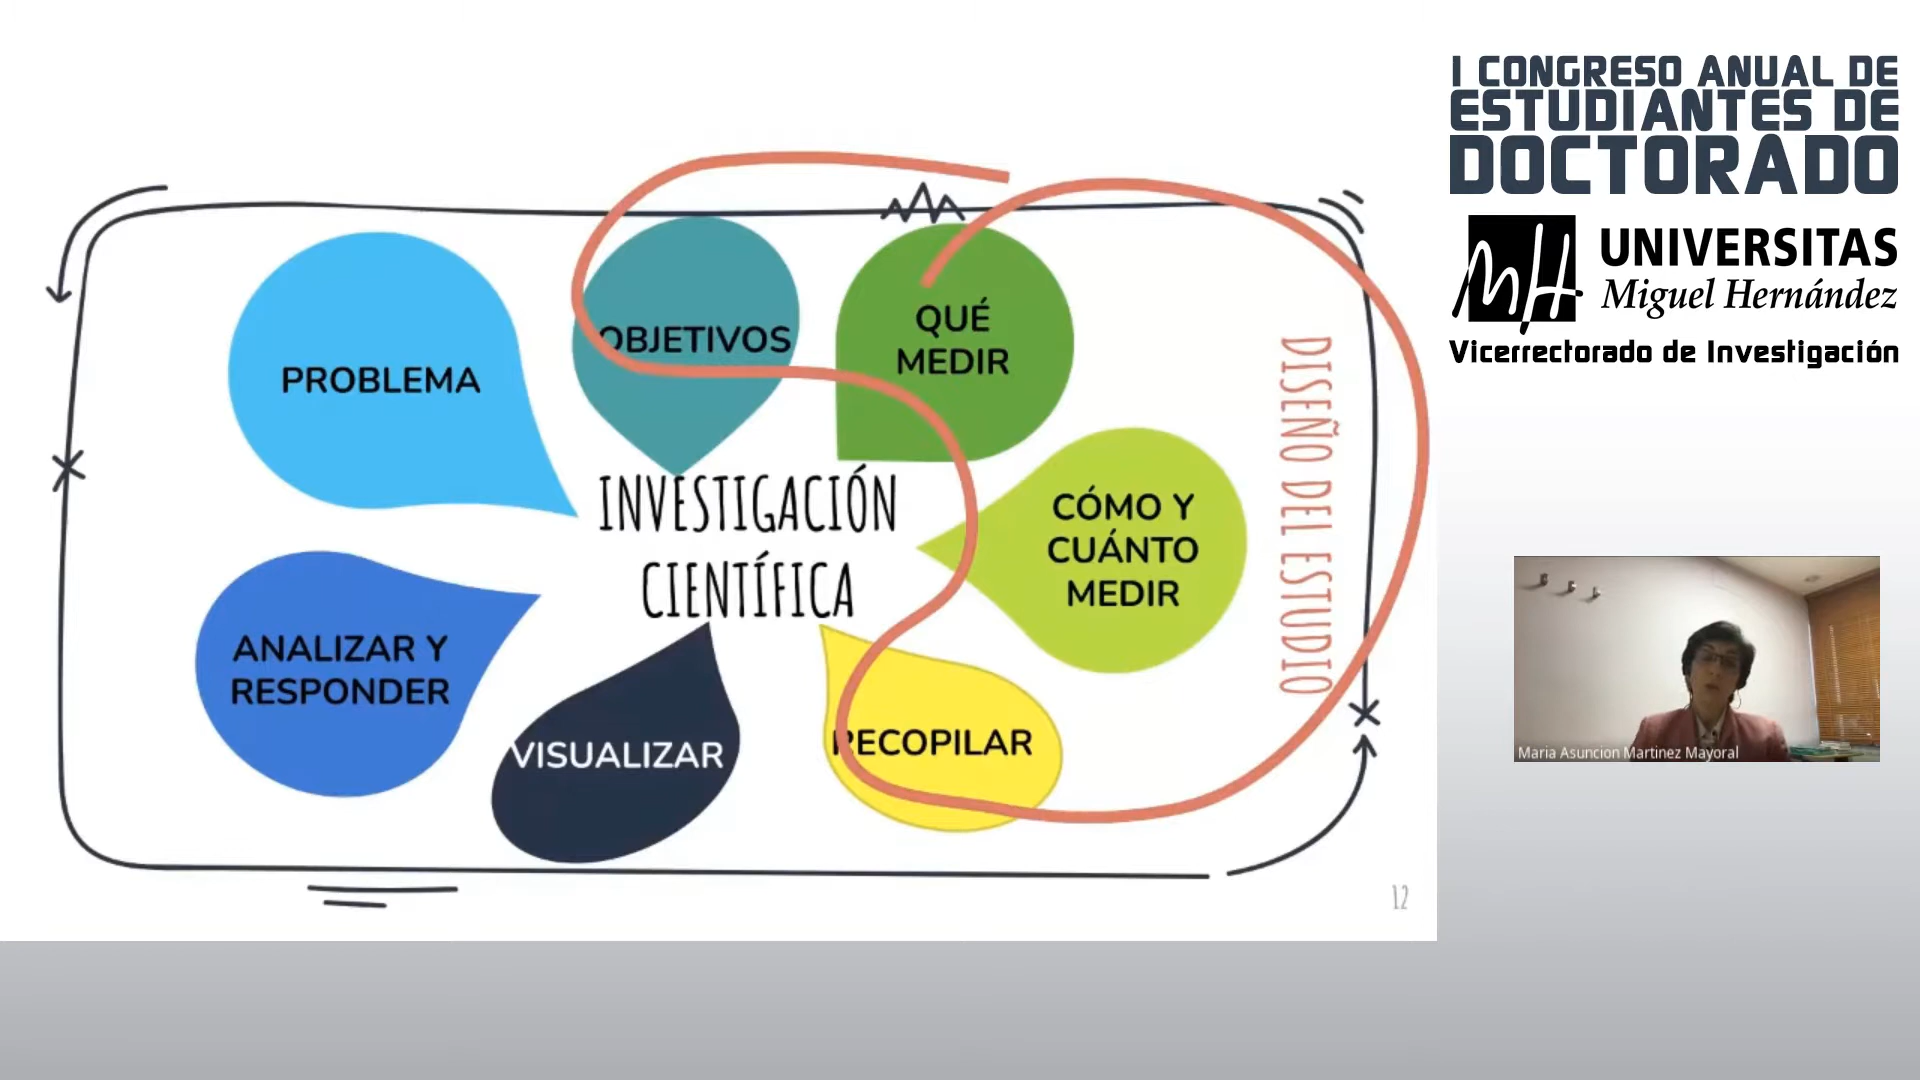 PROBLEMA
OBJETIVOS
QUÉ
MEDIR
CÓMO Y
CUÁNTO
MEDIR
DISEÑO DEL ESTUDIO
INVESTIGACIÓN
CIENTÍFICA
ANALIZAR Y
RESPONDER
VISUALIZAR
RECOPILAR
12
I CONGRESO ANUAL DE
ESTUDIANTES DE
DOCTORADO
MH
UNIVERSITAS
Miguel Hernández
Vicerrectorado de Investigación
Maria Asuncion Martinez Mayoral